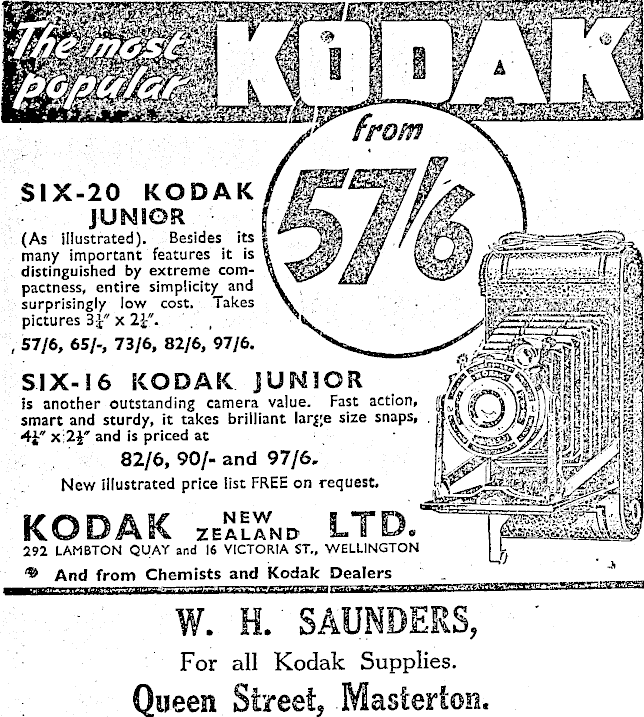 The most
popular
KODAK
from
57/6
SIX-20 KODAK
JUNIOR
(As illustrated). Besides its
many important features it is
distinguished by extreme com-
pactness, entire simplicity and
surprisingly low cost. Takes
pictures 3¼″ x 2¼″.
57/6, 65/-, 73/6, 82/6, 97/6.
SIX-16 KODAK JUNIOR
is another outstanding camera value. Fast action,
smart and sturdy, it takes brilliant large size snaps,
4¼″ x 2½″ and is priced at
82/6, 90/- and 97/6.
New illustrated price list FREE on request.
KODAK NEW ZEALAND LTD.
292 LAMBTON QUAY and 16 VICTORIA ST., WELLINGTON
And from Chemists and Kodak Dealers
W. H. SAUNDERS,
For all Kodak Supplies.
Queen Street, Masterton.